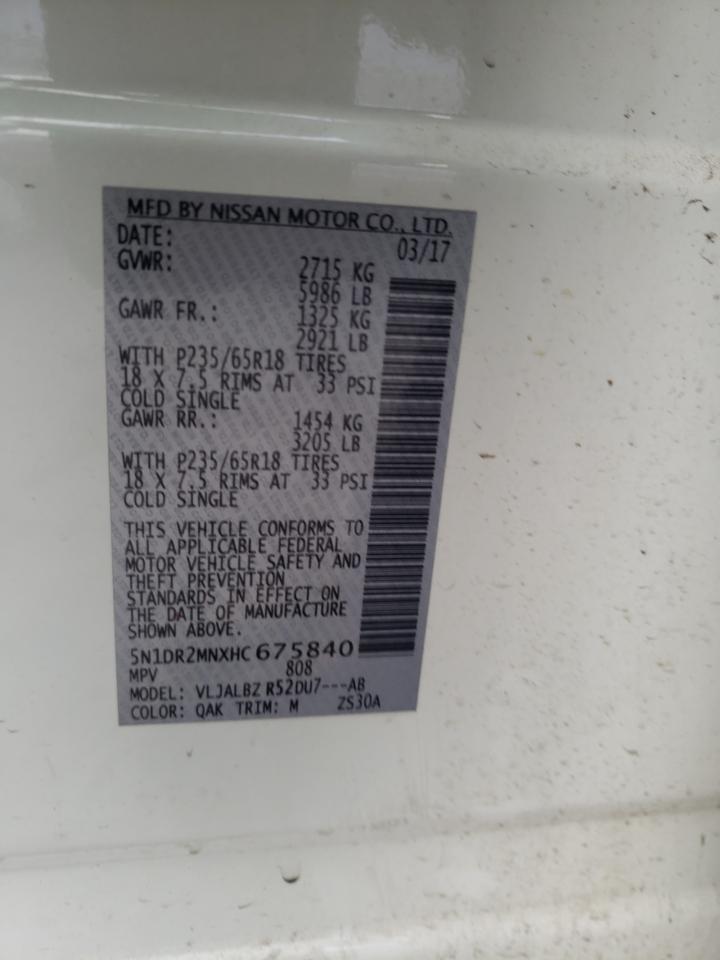 MFD BY NISSAN MOTOR CO., LTD.
DATE: 03/17
GVWR: 2715 KG
5986 LB
GAWR FR.: 1325 KG
2921 LB
WITH P235/65R18 TIRES
18 X 7.5 RIMS AT 33 PSI
COLD SINGLE
GAWR RR.: 1454 KG
3205 LB
WITH P235/65R18 TIRES
18 X 7.5 RIMS AT 33 PSI
COLD SINGLE
THIS VEHICLE CONFORMS TO
ALL APPLICABLE FEDERAL
MOTOR VEHICLE SAFETY AND
THEFT PREVENTION
STANDARDS IN EFFECT ON
THE DATE OF MANUFACTURE
SHOWN ABOVE.
5N1DR2MNXHC 675840
MPV 808
MODEL: VLJALBZ R52DU7---AB
COLOR: QAK TRIM: M ZS30A